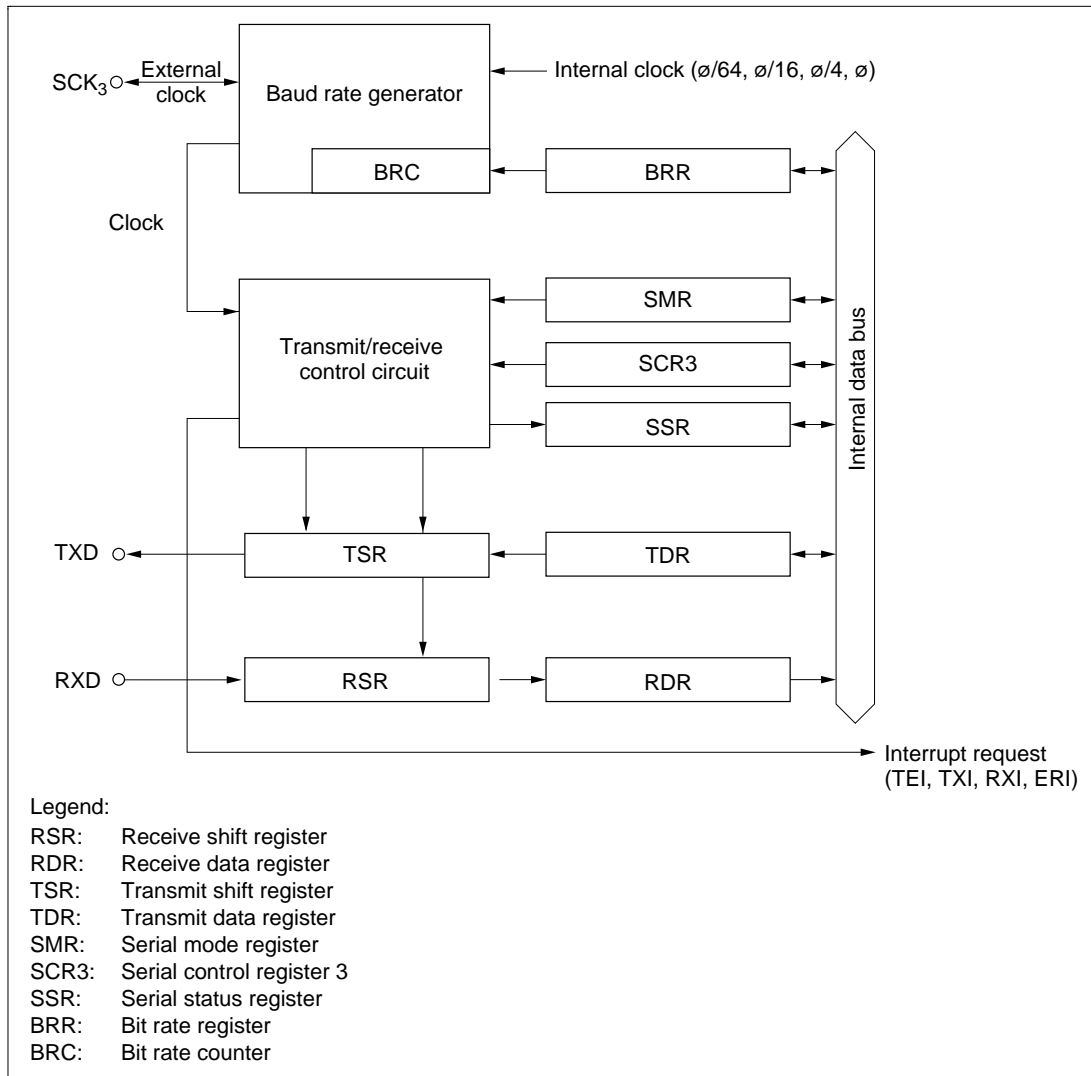 SCK3
External
clock
Baud rate generator
Internal clock (ø/64, ø/16, ø/4, ø)
BRC
BRR
Clock
Transmit/receive
control circuit
SMR
SCR3
SSR
Internal data bus
TXD
TSR
TDR
RXD
RSR
RDR
Interrupt request
(TEI, TXI, RXI, ERI)
Legend:
RSR: Receive shift register
RDR: Receive data register
TSR: Transmit shift register
TDR: Transmit data register
SMR: Serial mode register
SCR3: Serial control register 3
SSR: Serial status register
BRR: Bit rate register
BRC: Bit rate counter